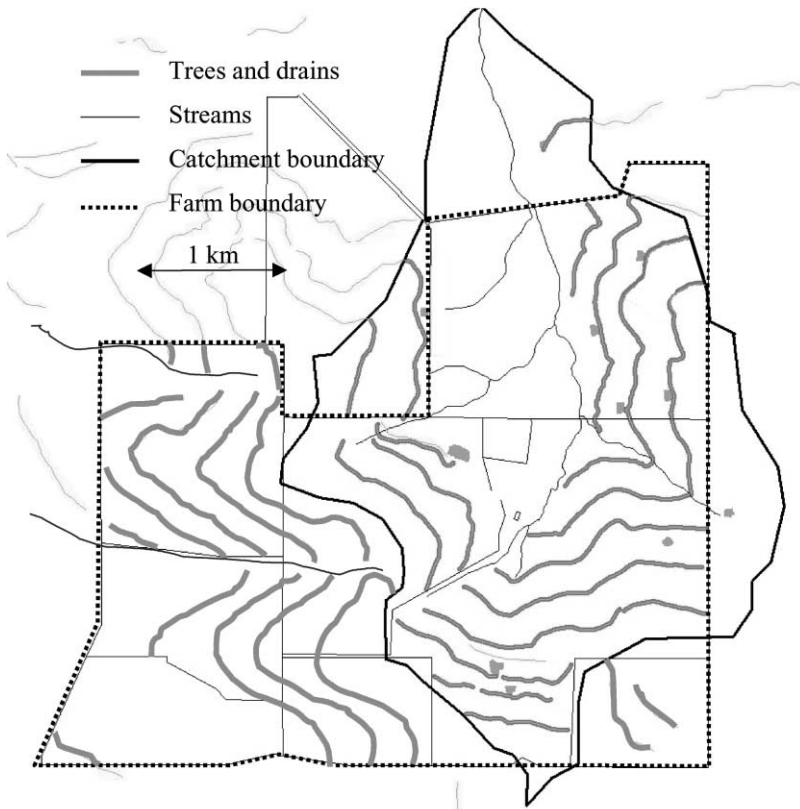 Trees and drains
Streams
Catchment boundary
Farm boundary
1 km